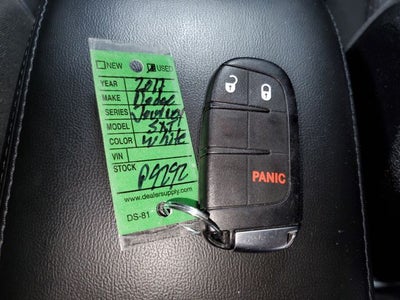 NEW USED
YEAR 2017
MAKE Dodge
SERIES Journey
MODEL SXT
COLOR White
VIN
STOCK P9292
www.dealersupply.com
DS-81
PANIC